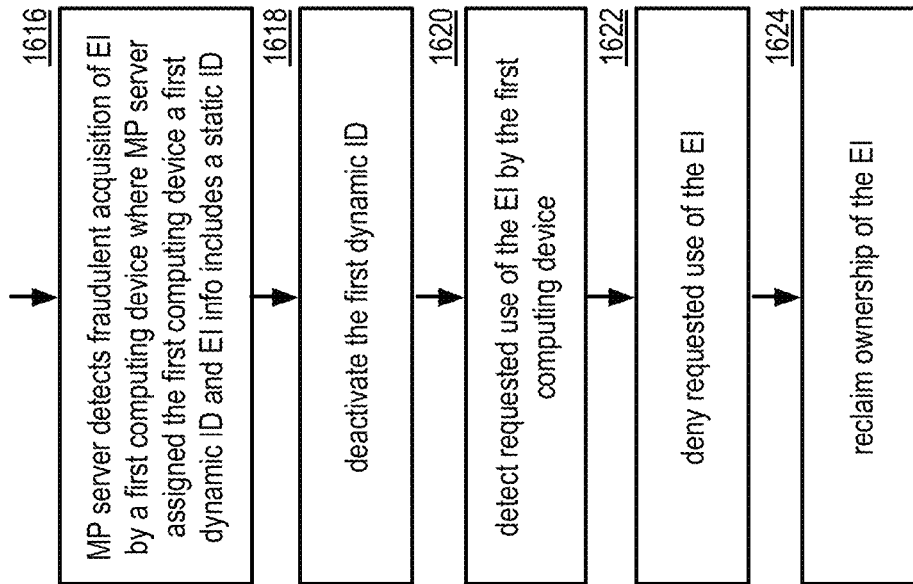 1616
MP server detects fraudulent acquisition of EI
by a first computing device where MP server
assigned the first computing device a first
dynamic ID and EI info includes a static ID
1618
deactivate the first dynamic ID
1620
detect requested use of the EI by the first
computing device
1622
deny requested use of the EI
1624
reclaim ownership of the EI